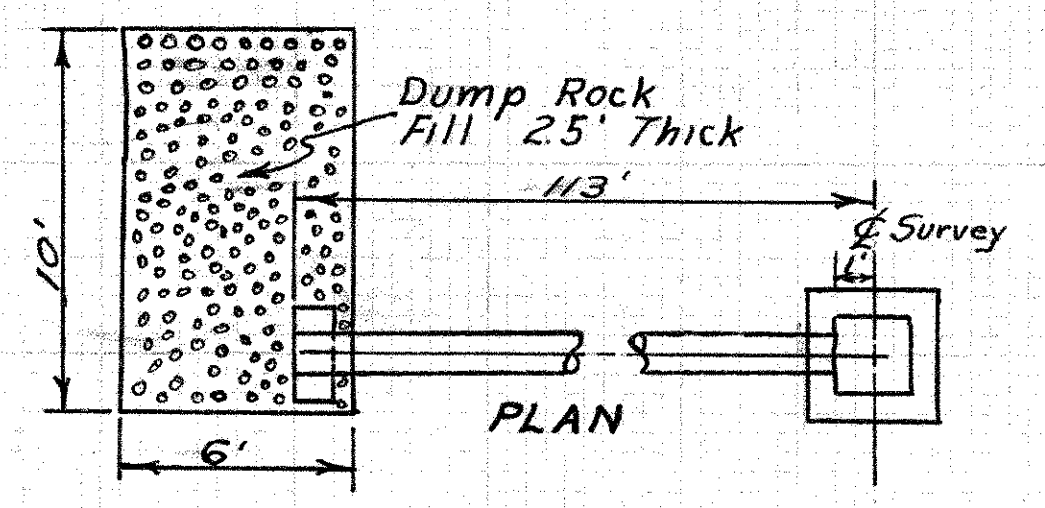 Dump Rock
Fill 2.5' Thick
113'
℄ Survey
1'
10'
PLAN
6'